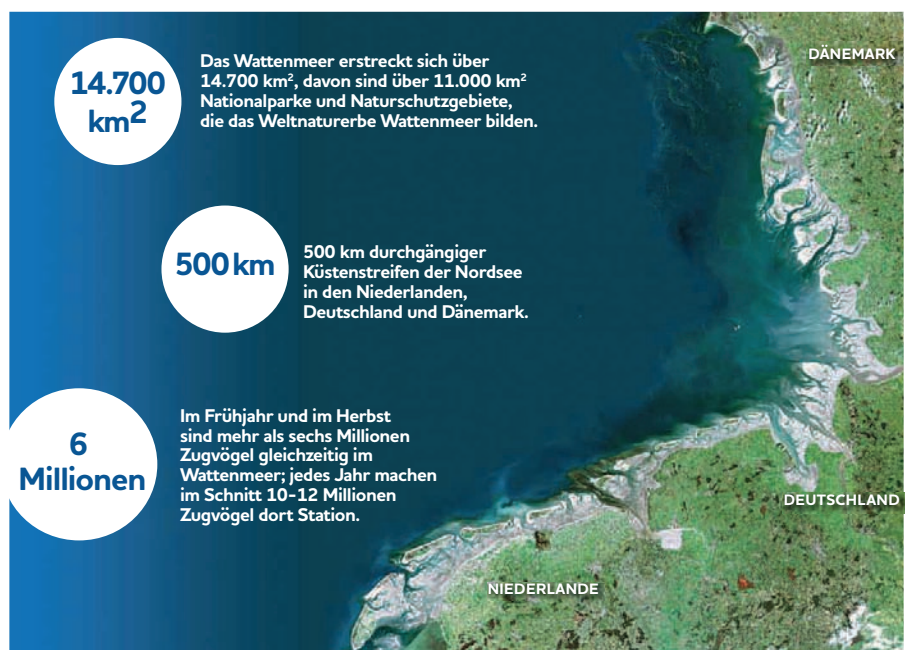 14.700
km²
Das Wattenmeer erstreckt sich über
14.700 km², davon sind über 11.000 km²
Nationalparke und Naturschutzgebiete,
die das Weltnaturerbe Wattenmeer bilden.
DÄNEMARK
500 km
500 km durchgängiger
Küstenstreifen der Nordsee
in den Niederlanden,
Deutschland und Dänemark.
6
Millionen
Im Frühjahr und im Herbst
sind mehr als sechs Millionen
Zugvögel gleichzeitig im
Wattenmeer; jedes Jahr machen
im Schnitt 10-12 Millionen
Zugvögel dort Station.
DEUTSCHLAND
NIEDERLANDE